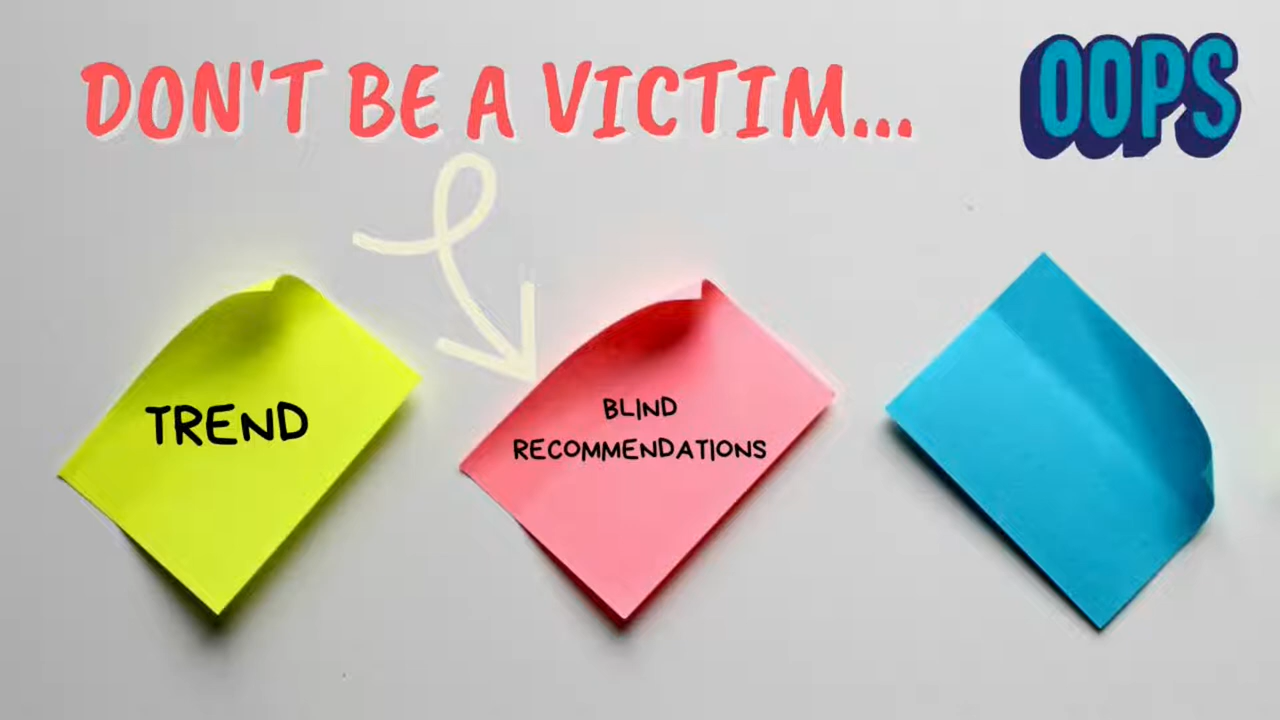 DON'T BE A VICTIM...
OOPS
TREND
BLIND
RECOMMENDATIONS